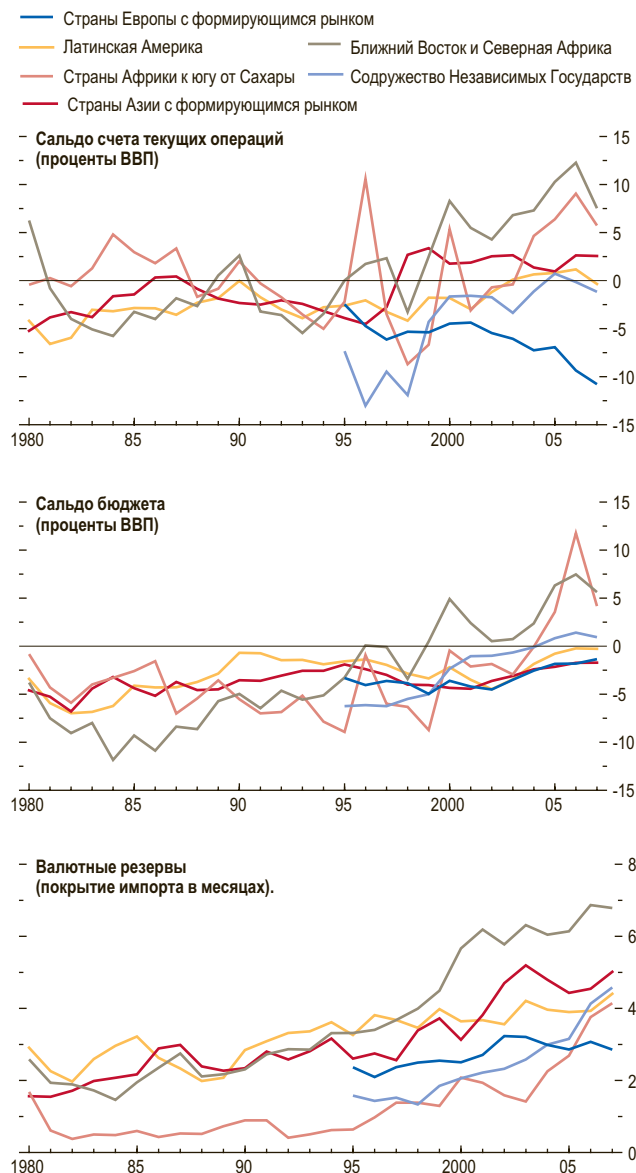 Страны Европы с формирующимся рынком
Латинская Америка
Ближний Восток и Северная Африка
Страны Африки к югу от Сахары
Содружество Независимых Государств
Страны Азии с формирующимся рынком
Сальдо счета текущих операций
(проценты ВВП)
15
10
5
0
-5
-10
-15
1980 85 90 95 2000 05
Сальдо бюджета
(проценты ВВП)
15
10
5
0
-5
-10
-15
1980 85 90 95 2000 05
Валютные резервы
(покрытие импорта в месяцах).
8
6
4
2
0
1980 85 90 95 2000 05